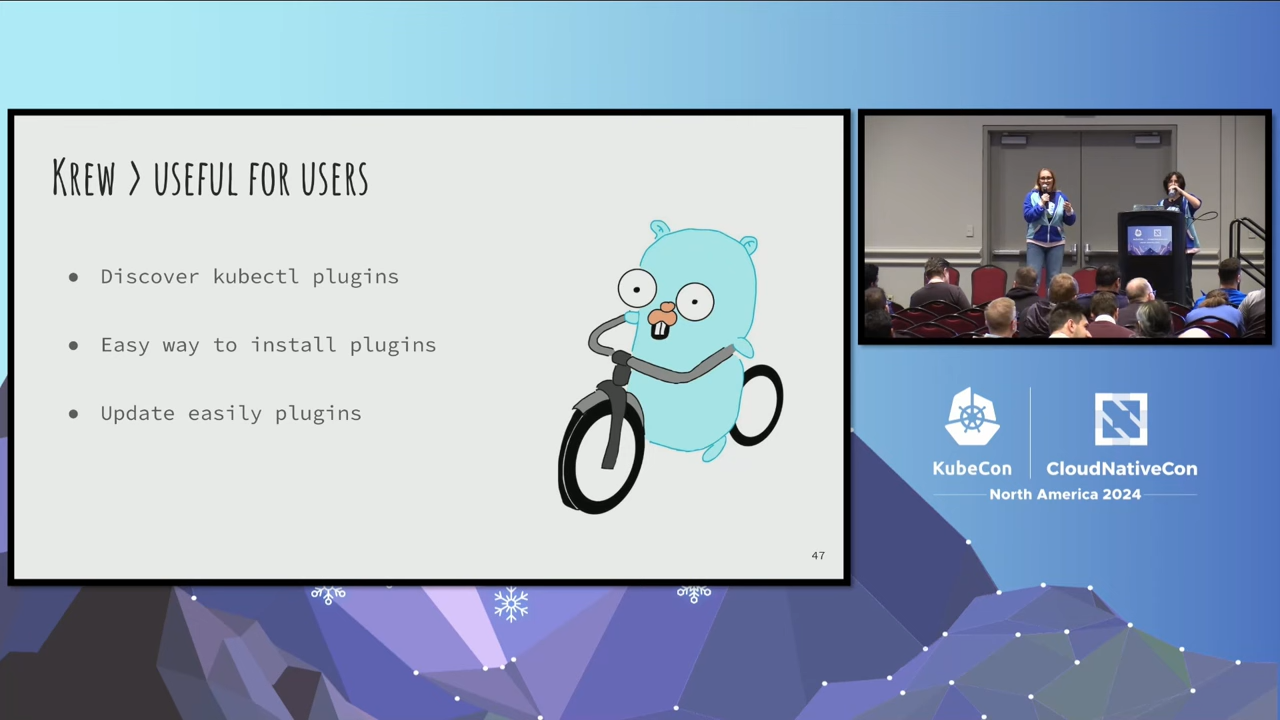 Krew > useful for users
● Discover kubectl plugins
● Easy way to install plugins
● Update easily plugins
47
KubeCon
CloudNativeCon
North America 2024